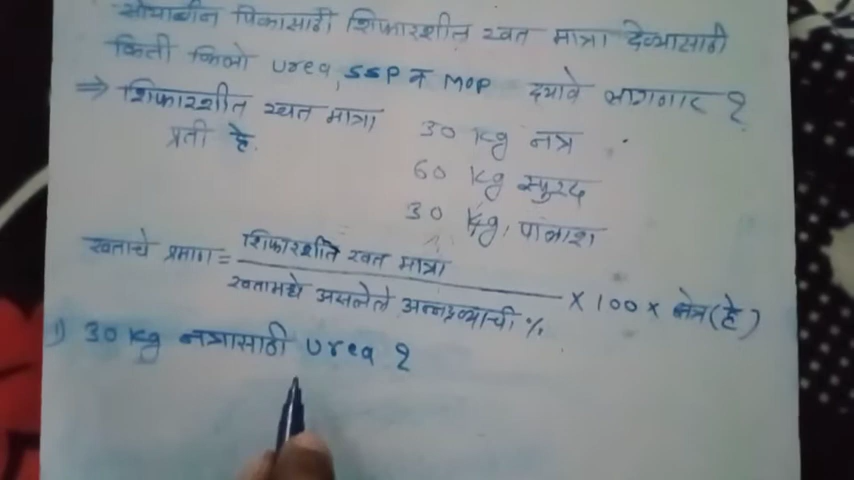 सोयाबीन पिकासाठी शिफारशीत खत मात्रा देण्यासाठी
किती किलो Urea, SSP व MOP द्यावे लागणार ?
⇒ शिफारशीत खत मात्रा 30 kg नत्र
प्रती हे. 60 kg स्फुरद
30 kg, पालाश
खताचे प्रमाण = शिफारशीत खत मात्रा
खतामधे असलेले अन्नद्रव्याची % × 100 × क्षेत्र (हे)
1) 30 kg नत्रासाठी Urea ?